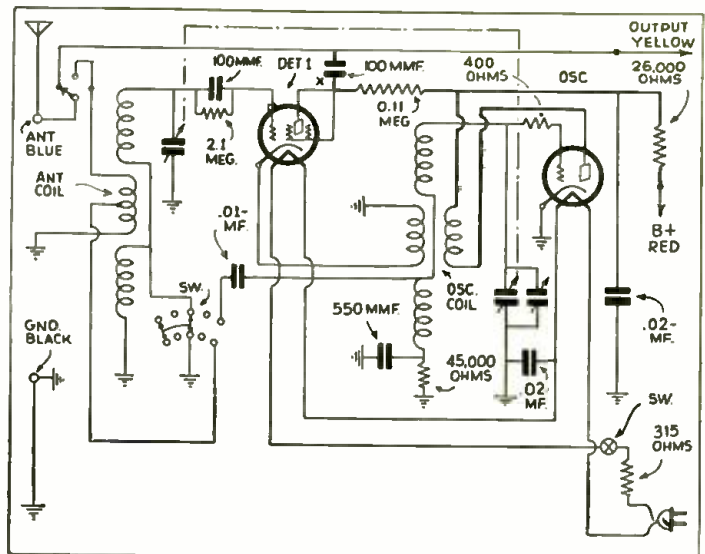 OUTPUT
YELLOW
26,000
OHMS
100MMF.
DET 1
X
100 MMF.
400
OHMS
OSC
ANT
BLUE
2.1
MEG.
0.11
MEG
ANT
COIL
B+
RED
.01-
MF.
SW.
OSC.
COIL
GND.
BLACK
550 MMF.
45,000
OHMS
.02
MF.
.02-
MF.
SW.
315
OHMS